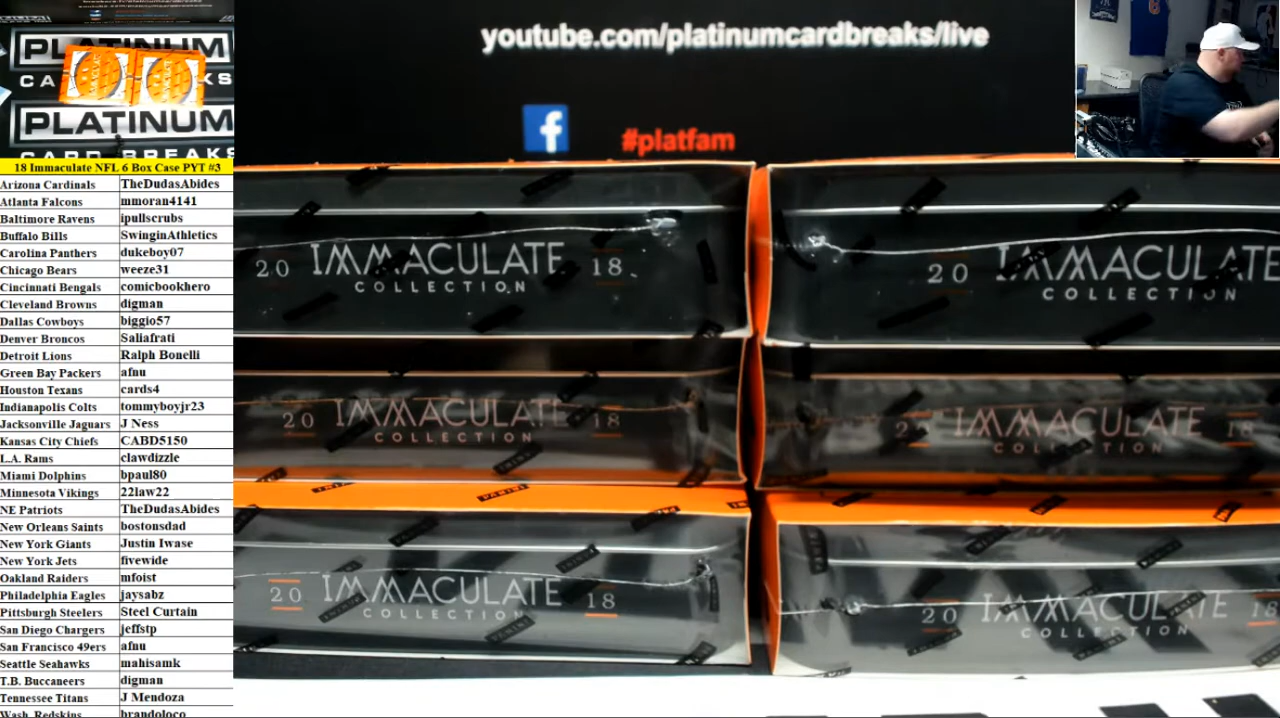 youtube.com/platinumcardbreaks/live
#platfam
PLATINUM
PLATINUM
CARD BREAKS
18 Immaculate NFL 6 Box Case PYT #3
Arizona Cardinals TheDudasAbides
Atlanta Falcons mmoran4141
Baltimore Ravens ipullscrubs
Buffalo Bills SwinginAthletics
Carolina Panthers dukeboy07
Chicago Bears weeze31
Cincinnati Bengals comicbookhero
Cleveland Browns digman
Dallas Cowboys biggio57
Denver Broncos Saliafrati
Detroit Lions Ralph Bonelli
Green Bay Packers afnu
Houston Texans cards4
Indianapolis Colts tommyboyjr23
Jacksonville Jaguars J Ness
Kansas City Chiefs CABD5150
L.A. Rams clawdizzle
Miami Dolphins bpaul80
Minnesota Vikings 22law22
NE Patriots TheDudasAbides
New Orleans Saints bostonsdad
New York Giants Justin Iwase
New York Jets fivewide
Oakland Raiders mfoist
Philadelphia Eagles jaysabz
Pittsburgh Steelers Steel Curtain
San Diego Chargers jeffstp
San Francisco 49ers afnu
Seattle Seahawks mahisamk
T.B. Buccaneers digman
Tennessee Titans J Mendoza
Wash. Redskins brandoloco
20 IMMACULATE 18
COLLECTION
20 IMMACULATE
COLLECTION
20 IMMACULATE 18
COLLECTION
20 IMMACULATE 18
COLLECTION
20 IMMACULATE 18
COLLECTION
20 IMMACULATE 18
COLLECTION